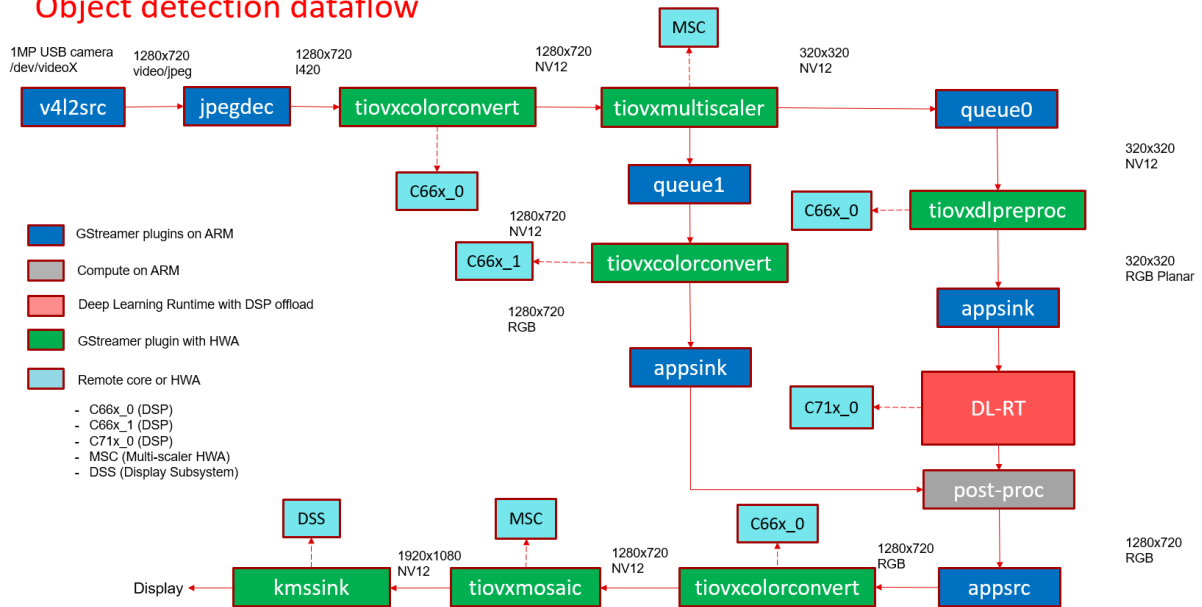 Object detection dataflow
1MP USB camera
/dev/videoX
1280x720
video/jpeg
1280x720
I420
1280x720
NV12
MSC
320x320
NV12
v4l2src
jpegdec
tiovxcolorconvert
tiovxmultiscaler
queue0
320x320
NV12
C66x_0
queue1
C66x_0
tiovxdlpreproc
1280x720
NV12
C66x_1
tiovxcolorconvert
320x320
RGB Planar
GStreamer plugins on ARM
Compute on ARM
Deep Learning Runtime with DSP offload
GStreamer plugin with HWA
Remote core or HWA
- C66x_0 (DSP)
- C66x_1 (DSP)
- C71x_0 (DSP)
- MSC (Multi-scaler HWA)
- DSS (Display Subsystem)
1280x720
RGB
appsink
appsink
C71x_0
DL-RT
post-proc
DSS
MSC
C66x_0
1280x720
RGB
1920x1080
NV12
1280x720
NV12
1280x720
RGB
Display
kmssink
tiovxmosaic
tiovxcolorconvert
appsrc